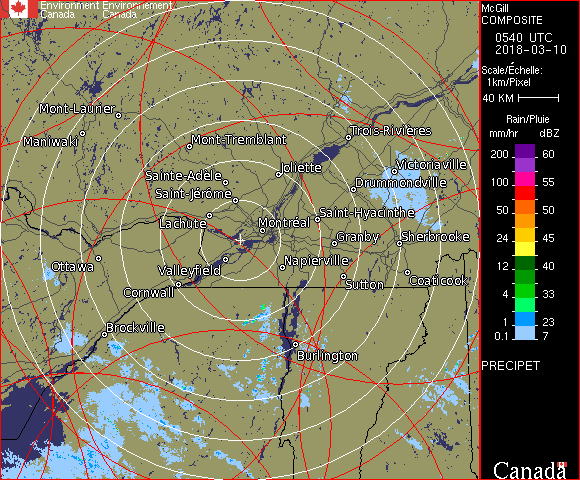 Environment Environnement
Canada Canada
McGill
COMPOSITE
0540 UTC
2018-03-10
Scale/Échelle:
1km/Pixel
40 KM
Rain/Pluie
mm/hr dBZ
200 60
155 55
100 55
50 50
24 45
12 40
4 33
1 23
0.1 7
PRECIPET
Canada
Mont-Laurier
Maniwaki
Mont-Tremblant
Trois-Rivières
Sainte-Adèle
Joliette
Victoriaville
Saint-Jérôme
Drummondville
Lachute
Montréal
Saint-Hyacinthe
Granby
Sherbrooke
Ottawa
Valleyfield
Napierville
Cornwall
Sutton
Coaticook
Brockville
Burlington